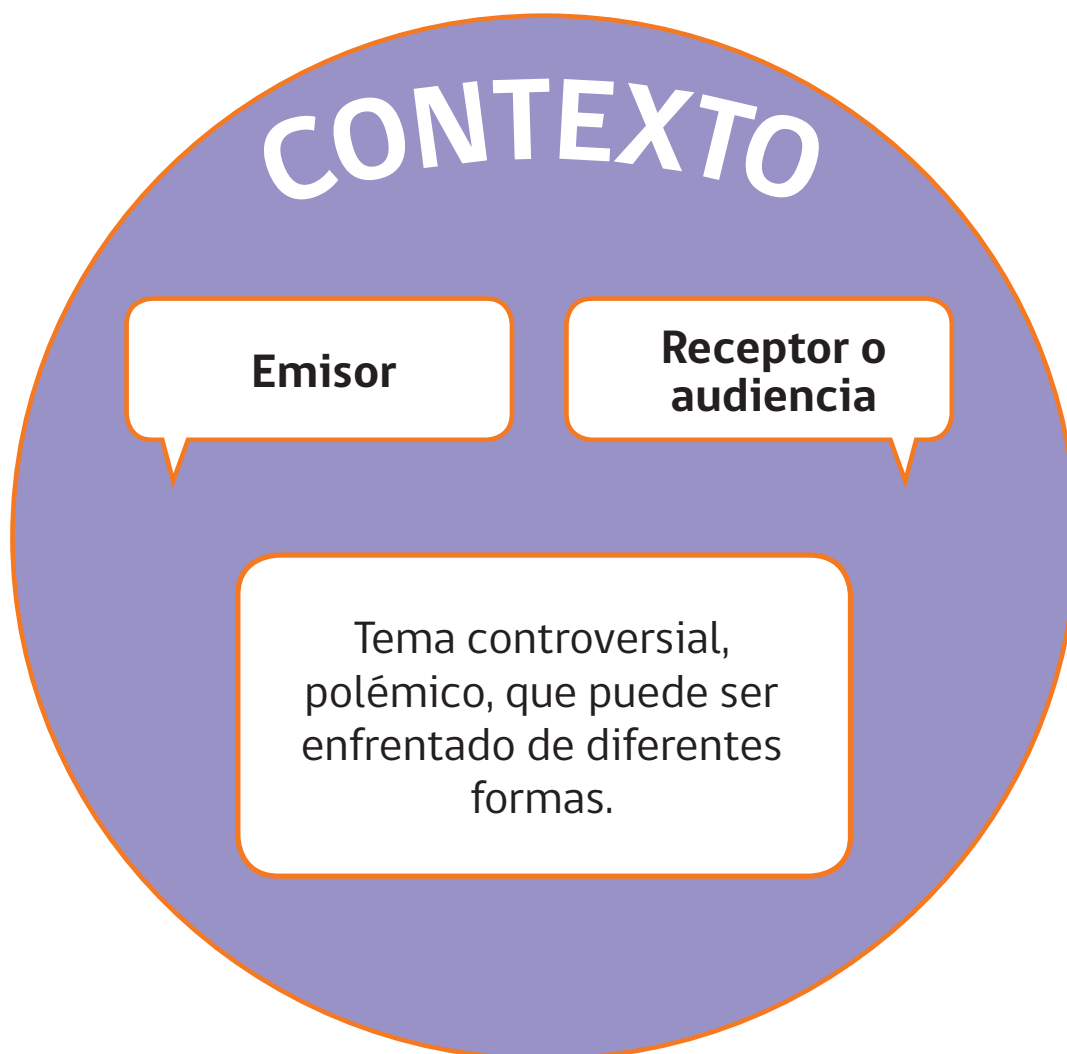 CONTEXTO
Emisor
Receptor o
audiencia
Tema controversial,
polémico, que puede ser
enfrentado de diferentes
formas.